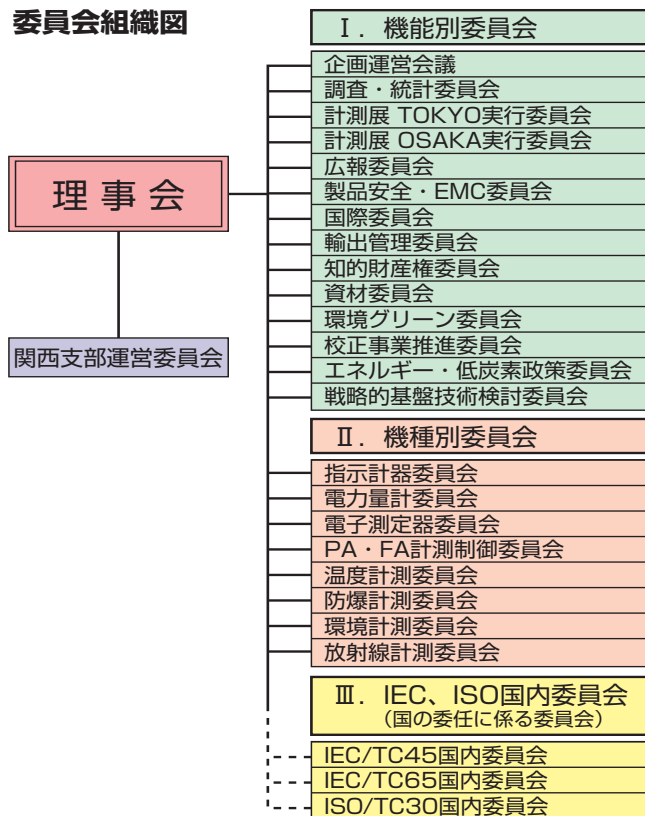 委員会組織図
理事会
関西支部運営委員会
Ⅰ. 機能別委員会
企画運営会議
調査・統計委員会
計測展 TOKYO実行委員会
計測展 OSAKA実行委員会
広報委員会
製品安全・EMC委員会
国際委員会
輸出管理委員会
知的財産権委員会
資材委員会
環境グリーン委員会
校正事業推進委員会
エネルギー・低炭素政策委員会
戦略的基盤技術検討委員会
Ⅱ. 機種別委員会
指示計器委員会
電力量計委員会
電子測定器委員会
PA・FA計測制御委員会
温度計測委員会
防爆計測委員会
環境計測委員会
放射線計測委員会
Ⅲ. IEC、ISO国内委員会
（国の委任に係る委員会）
IEC/TC45国内委員会
IEC/TC65国内委員会
ISO/TC30国内委員会